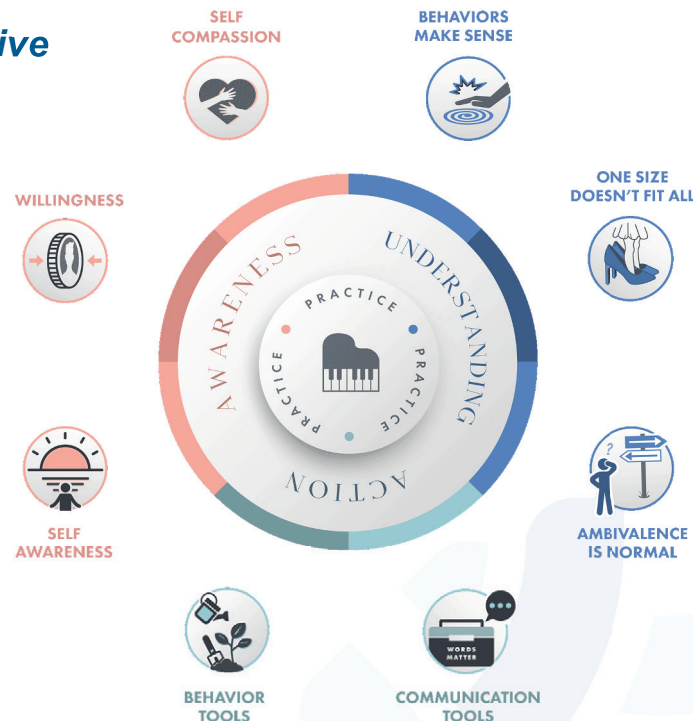 ive
SELF
COMPASSION
BEHAVIORS
MAKE SENSE
WILLINGNESS
ONE SIZE
DOESN'T FIT ALL
AWARENESS
UNDERSTANDING
ACTION
PRACTICE
PRACTICE
PRACTICE
?
SELF
AWARENESS
AMBIVALENCE
IS NORMAL
WORDS
MATTER
BEHAVIOR
TOOLS
COMMUNICATION
TOOLS